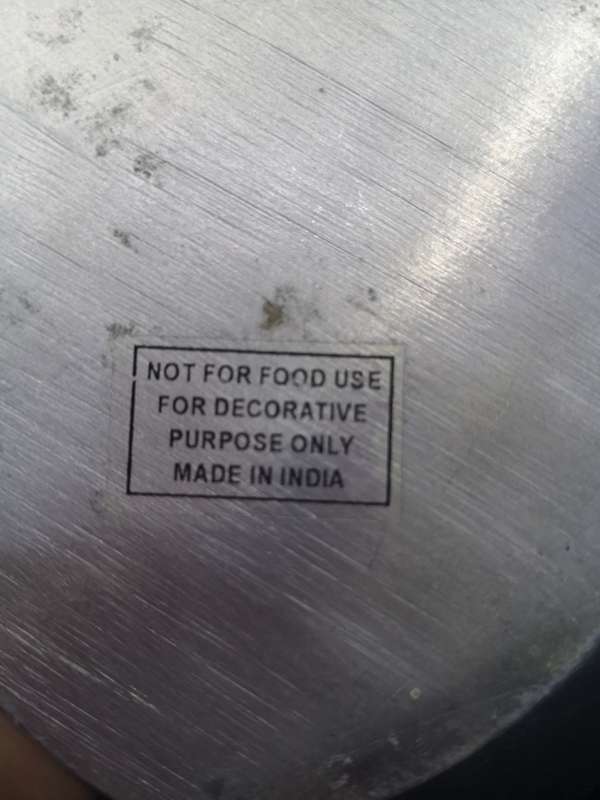 NOT FOR FOOD USE
FOR DECORATIVE
PURPOSE ONLY
MADE IN INDIA